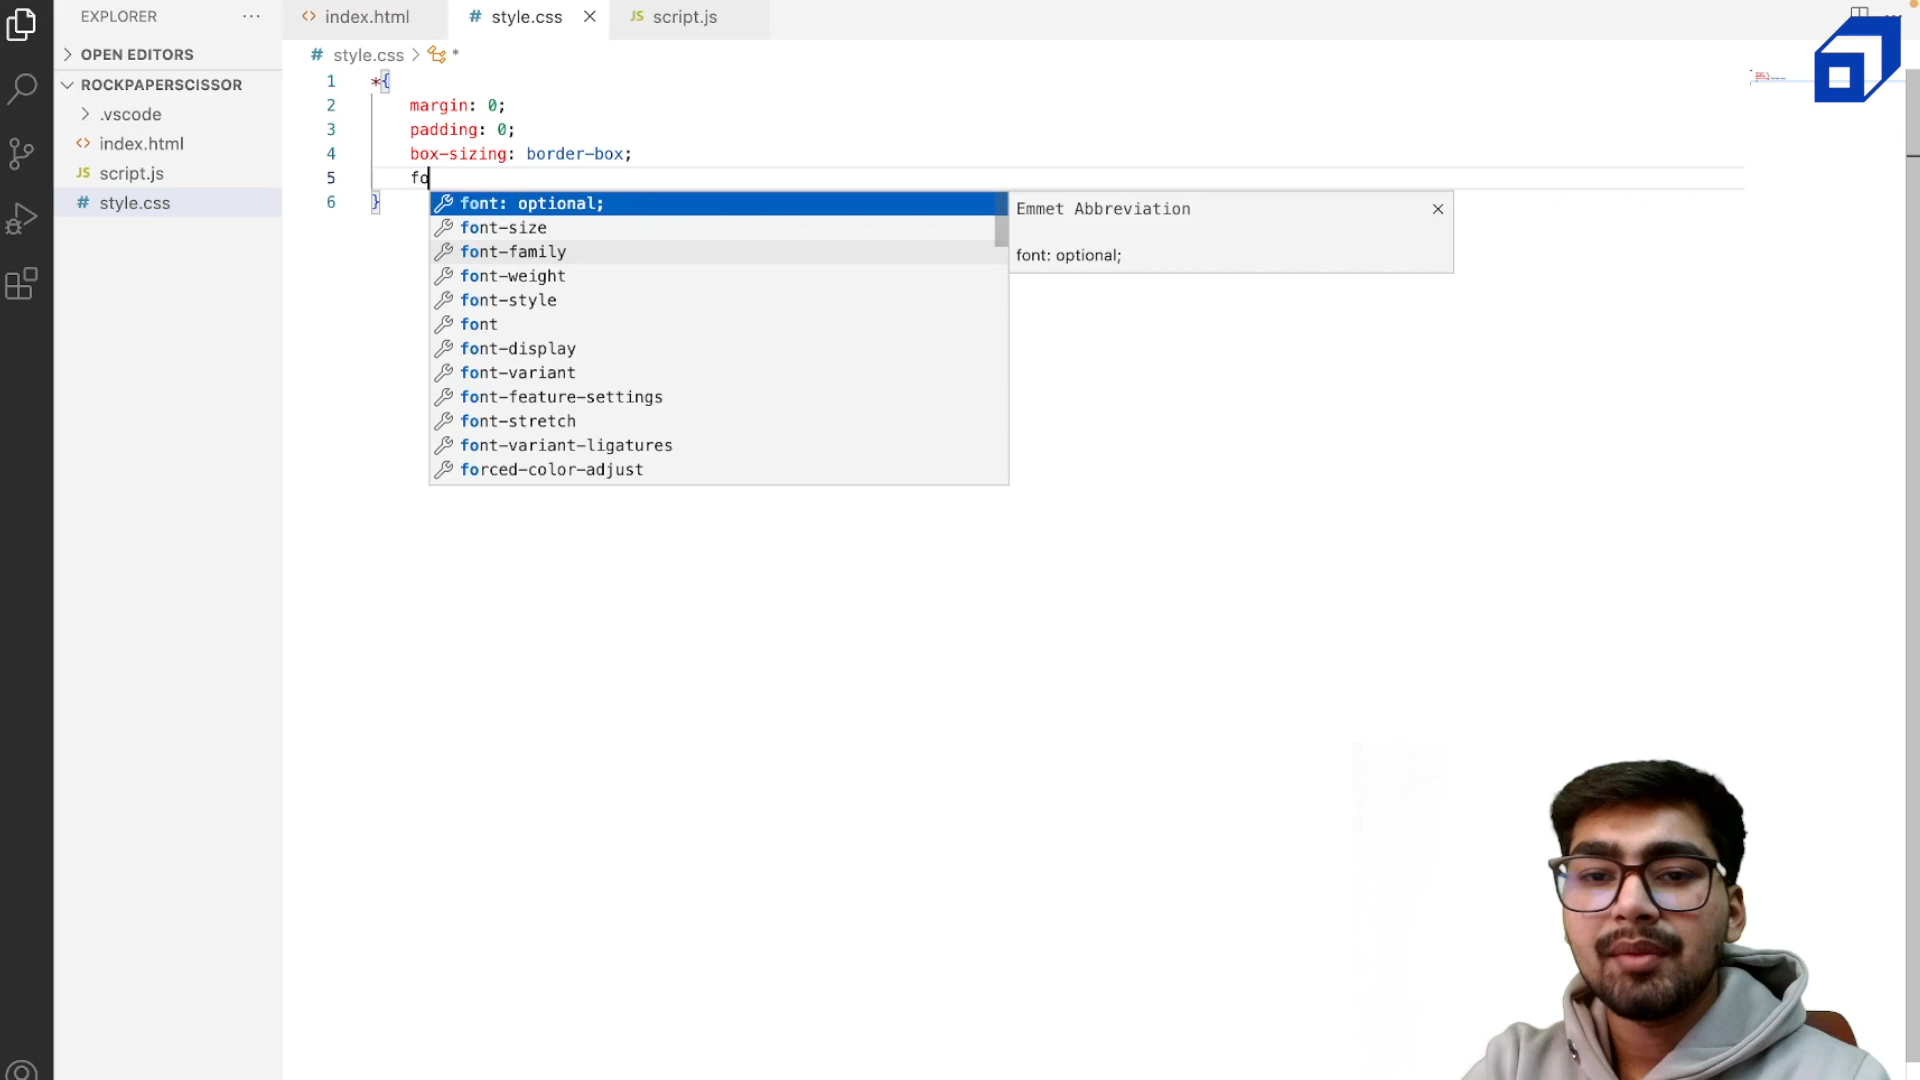 EXPLORER
index.html
# style.css
JS script.js
OPEN EDITORS
# style.css > *
ROCKPAPERSCISSOR
.vscode
index.html
JS script.js
# style.css
1 *{
2 margin: 0;
3 padding: 0;
4 box-sizing: border-box;
5 fo
6 }
font: optional;
font-size
font-family
font-weight
font-style
font
font-display
font-variant
font-feature-settings
font-stretch
font-variant-ligatures
forced-color-adjust
Emmet Abbreviation
font: optional;